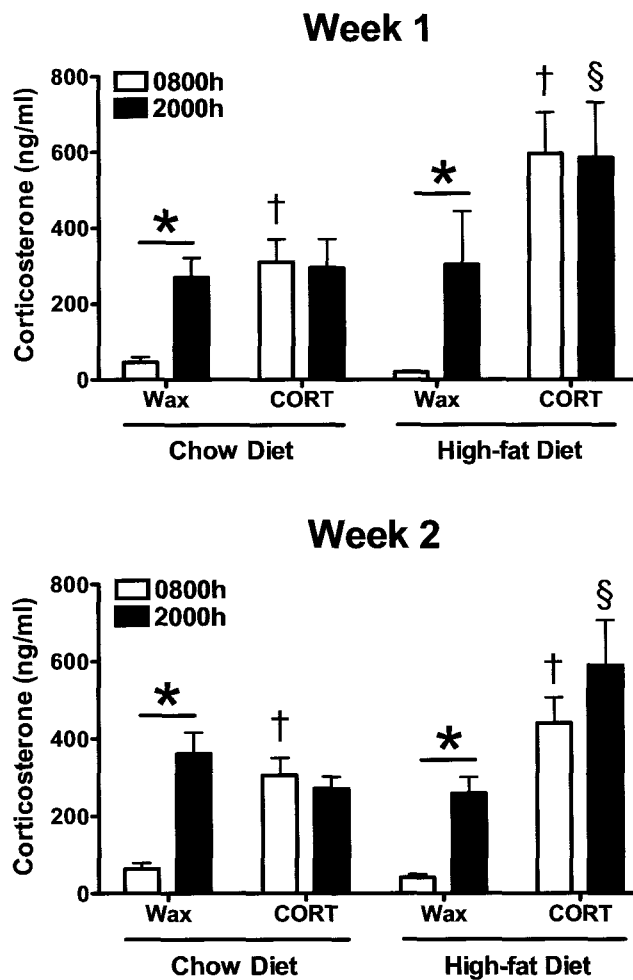 Week 1
Corticosterone (ng/ml)
800
600
400
200
0
0800h
2000h
*
†
*
†
§
Wax
CORT
Wax
CORT
Chow Diet
High-fat Diet
Week 2
Corticosterone (ng/ml)
800
600
400
200
0
0800h
2000h
*
†
*
†
§
Wax
CORT
Wax
CORT
Chow Diet
High-fat Diet